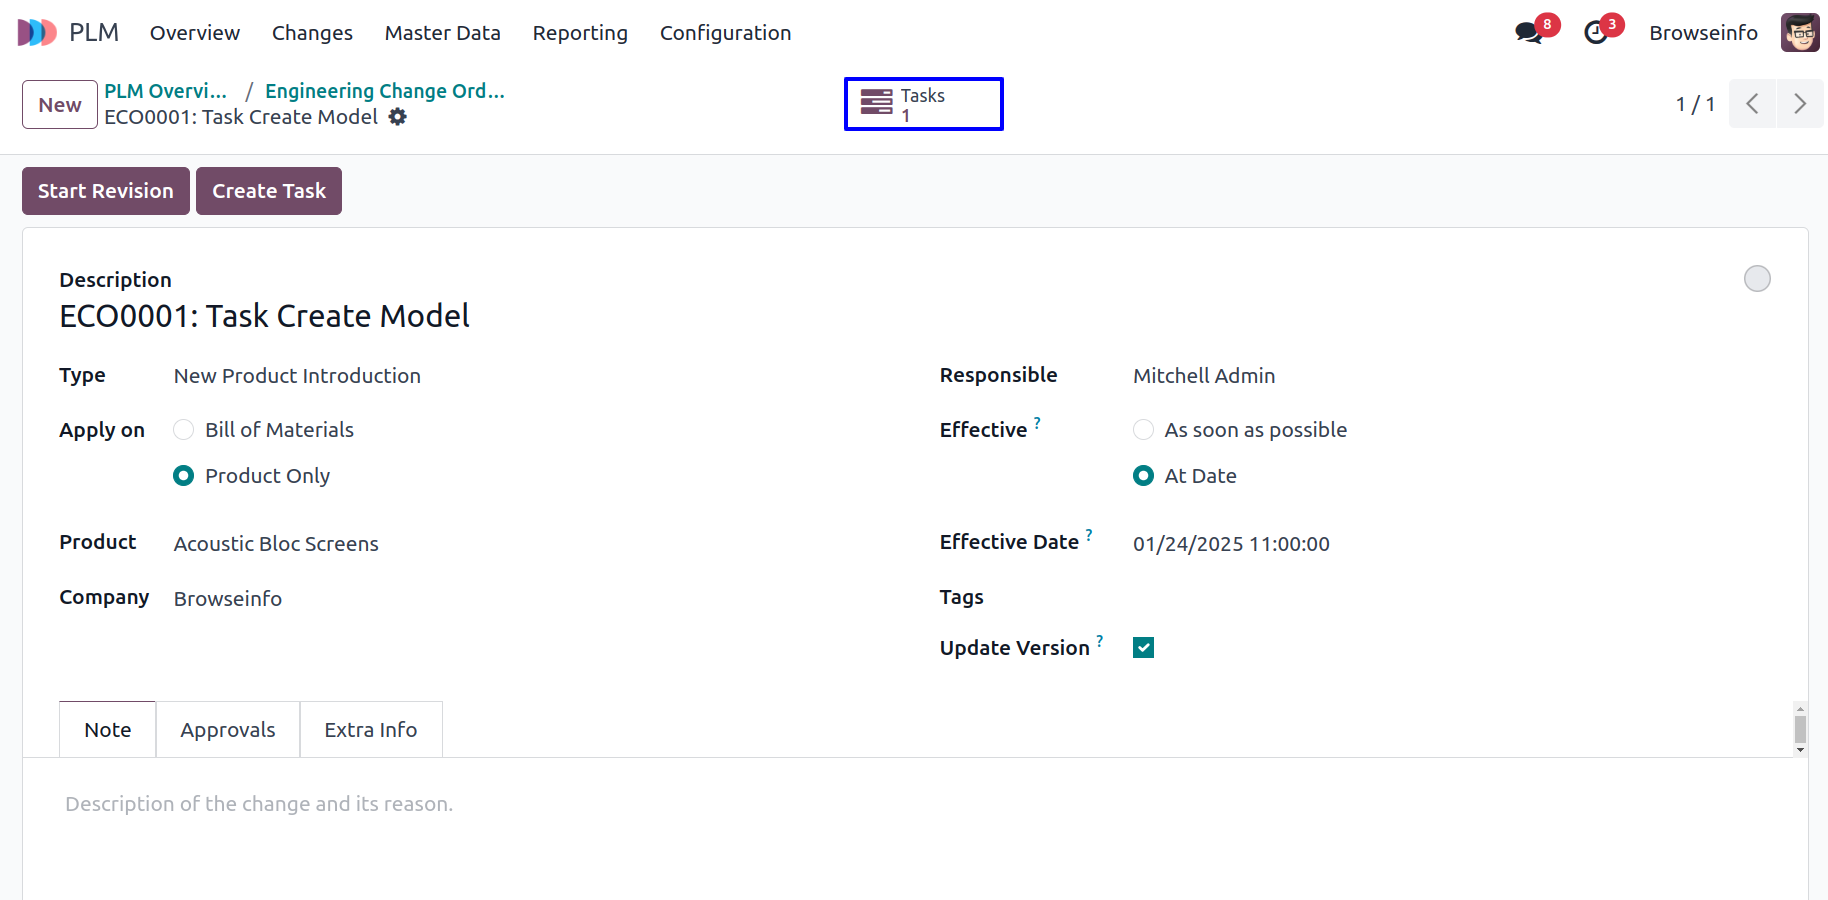 PLM Overview Changes Master Data Reporting Configuration 8 3 Browseinfo
New
PLM Overvi... / Engineering Change Ord...
ECO0001: Task Create Model
Tasks
1
1 / 1
Start Revision Create Task
Description
ECO0001: Task Create Model
Type New Product Introduction
Responsible Mitchell Admin
Apply on Bill of Materials
Product Only
Effective ? As soon as possible
At Date
Product Acoustic Bloc Screens
Effective Date ? 01/24/2025 11:00:00
Company Browseinfo
Tags
Update Version ?
Note Approvals Extra Info
Description of the change and its reason.